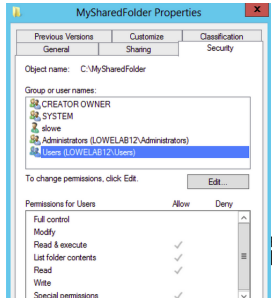 MySharedFolder Properties
x
Previous Versions Customize Classification
General Sharing Security
Object name: C:\MySharedFolder
Group or user names:
CREATOR OWNER
SYSTEM
slowe
Administrators (LOWELAB12\Administrators)
Users (LOWELAB12\Users)
To change permissions, click Edit.
Edit...
Permissions for Users Allow Deny
Full control
Modify
Read & execute
List folder contents
Read
Write
Special permissions